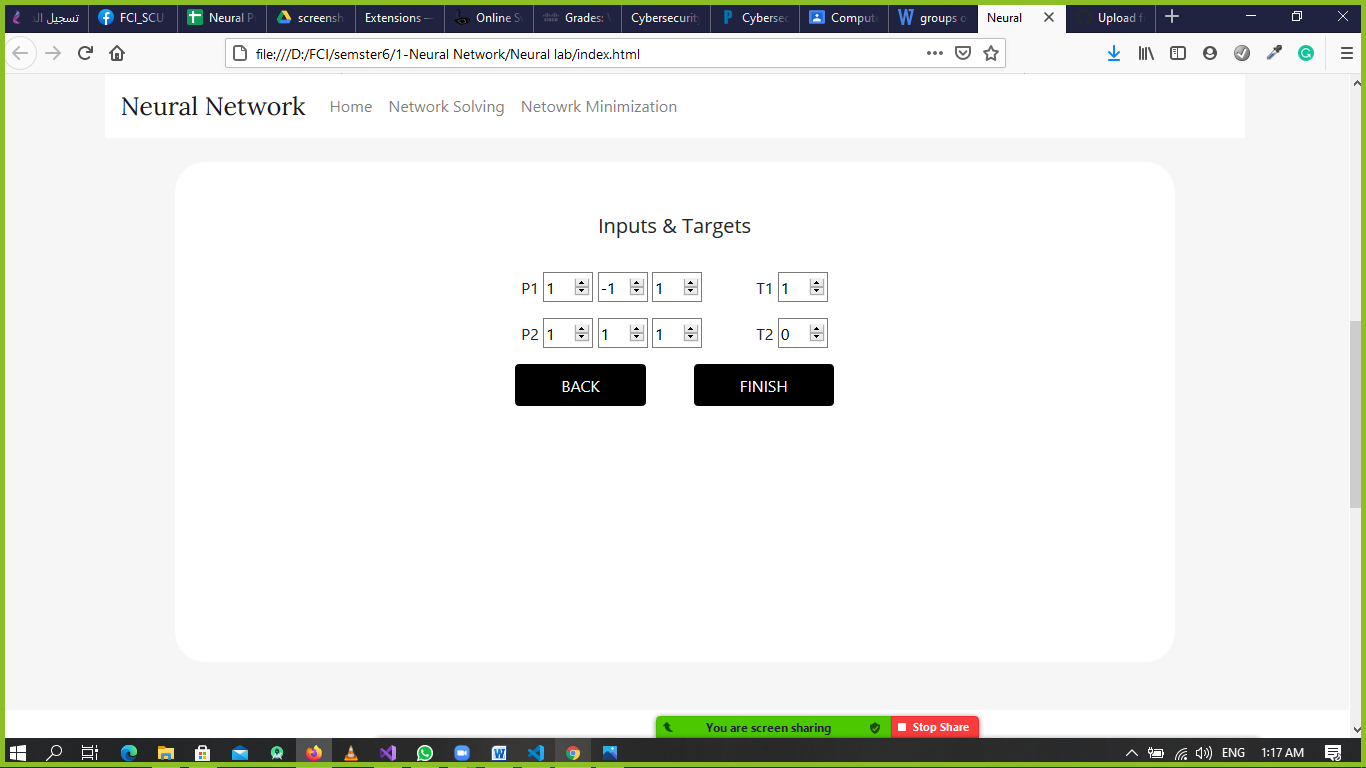 تسجيل ال FCI_SCU Neural P screensh Extensions — Online S Grades: Cybersecurity Cybersec Compute groups o Neural Upload f
file:///D:/FCI/semster6/1-Neural Network/Neural lab/index.html
Neural Network Home Network Solving Netowrk Minimization
Inputs & Targets
P1 1 -1 1 T1 1
P2 1 1 1 T2 0
BACK FINISH
You are screen sharing Stop Share
ENG 1:17 AM